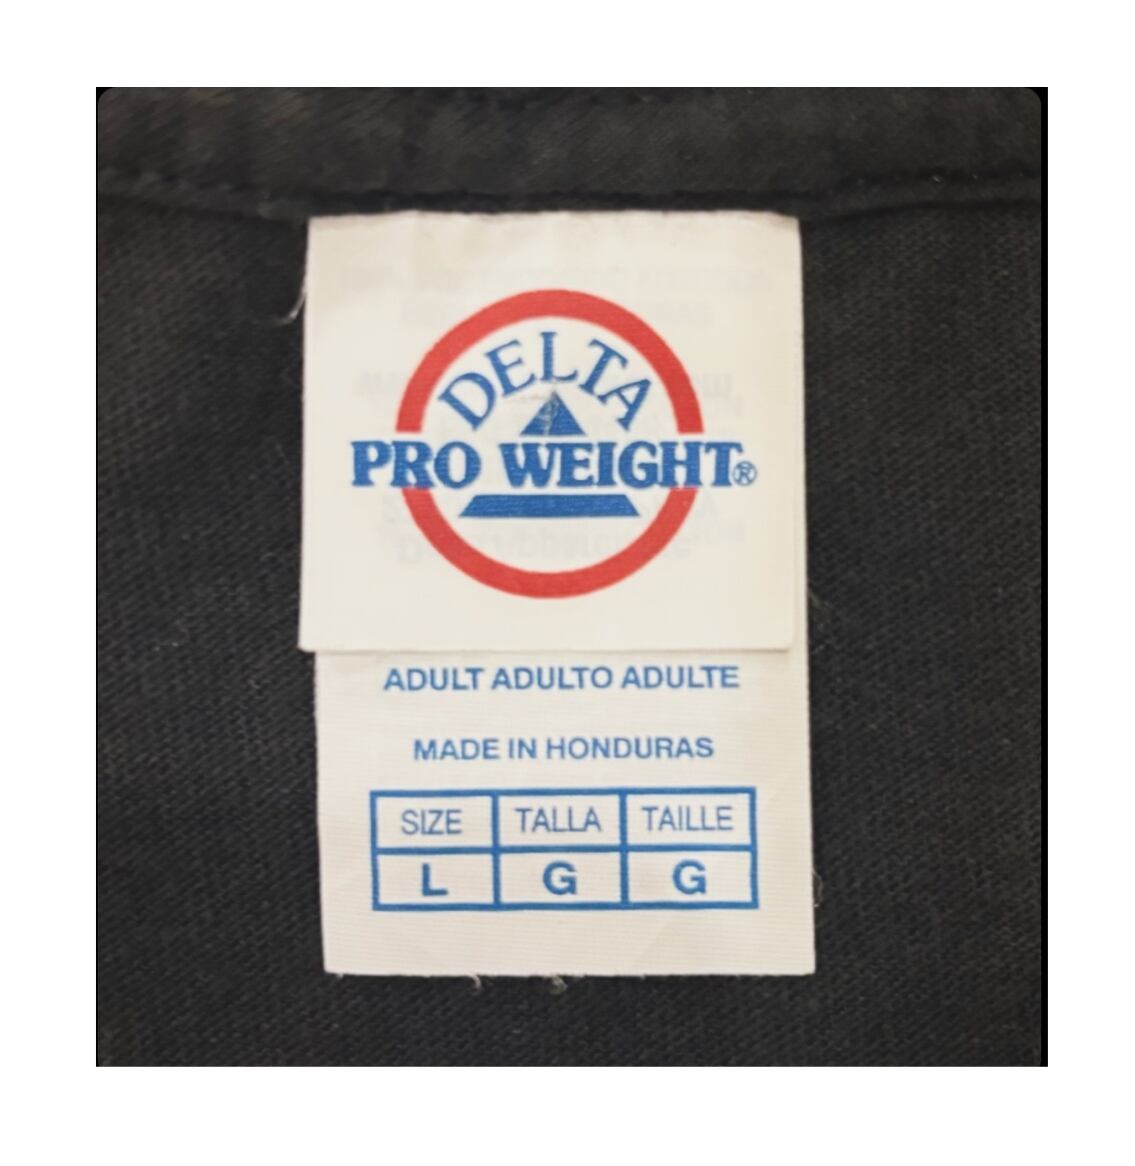 DELTA
PRO WEIGHT®
ADULT ADULTO ADULTE
MADE IN HONDURAS
SIZE TALLA TAILLE
L G G